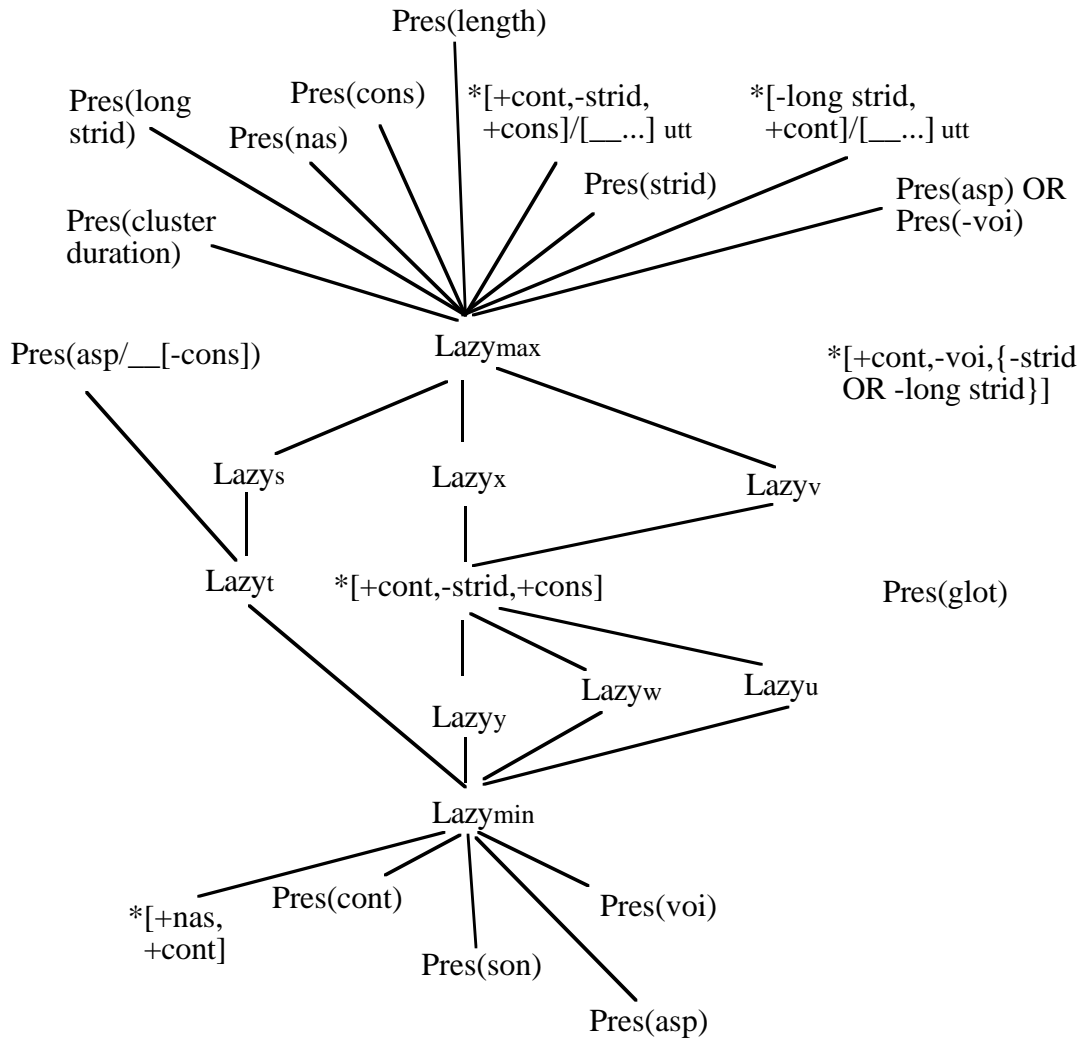 Pres(length)
Pres(long
strid)
Pres(cons)
*[+cont,-strid,
+cons]/[__...] utt
*[-long strid,
+cont]/[__...] utt
Pres(nas)
Pres(strid)
Pres(asp) OR
Pres(-voi)
Pres(cluster
duration)
Lazymax
Pres(asp/__[-cons])
*[+cont,-voi,{-strid
OR -long strid}]
Lazys
Lazyx
Lazyv
Lazyt
*[+cont,-strid,+cons]
Pres(glot)
Lazyw
Lazyu
Lazyy
Lazymin
*[+nas,
+cont]
Pres(cont)
Pres(voi)
Pres(son)
Pres(asp)